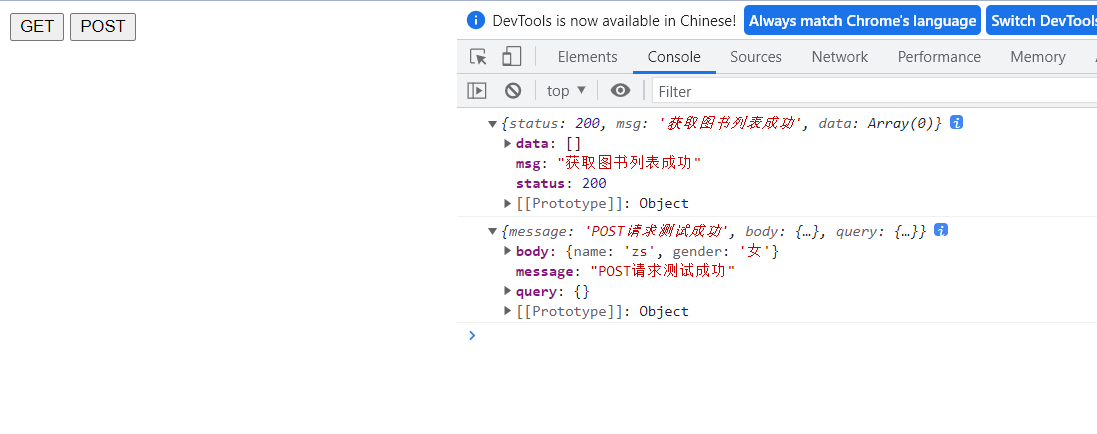 GET POST
DevTools is now available in Chinese! Always match Chrome's language Switch DevTools
Elements Console Sources Network Performance Memory
top Filter
{status: 200, msg: '获取图书列表成功', data: Array(0)}
data: []
msg: "获取图书列表成功"
status: 200
[[Prototype]]: Object
{message: 'POST请求测试成功', body: {…}, query: {…}}
body: {name: 'zs', gender: '女'}
message: "POST请求测试成功"
query: {}
[[Prototype]]: Object